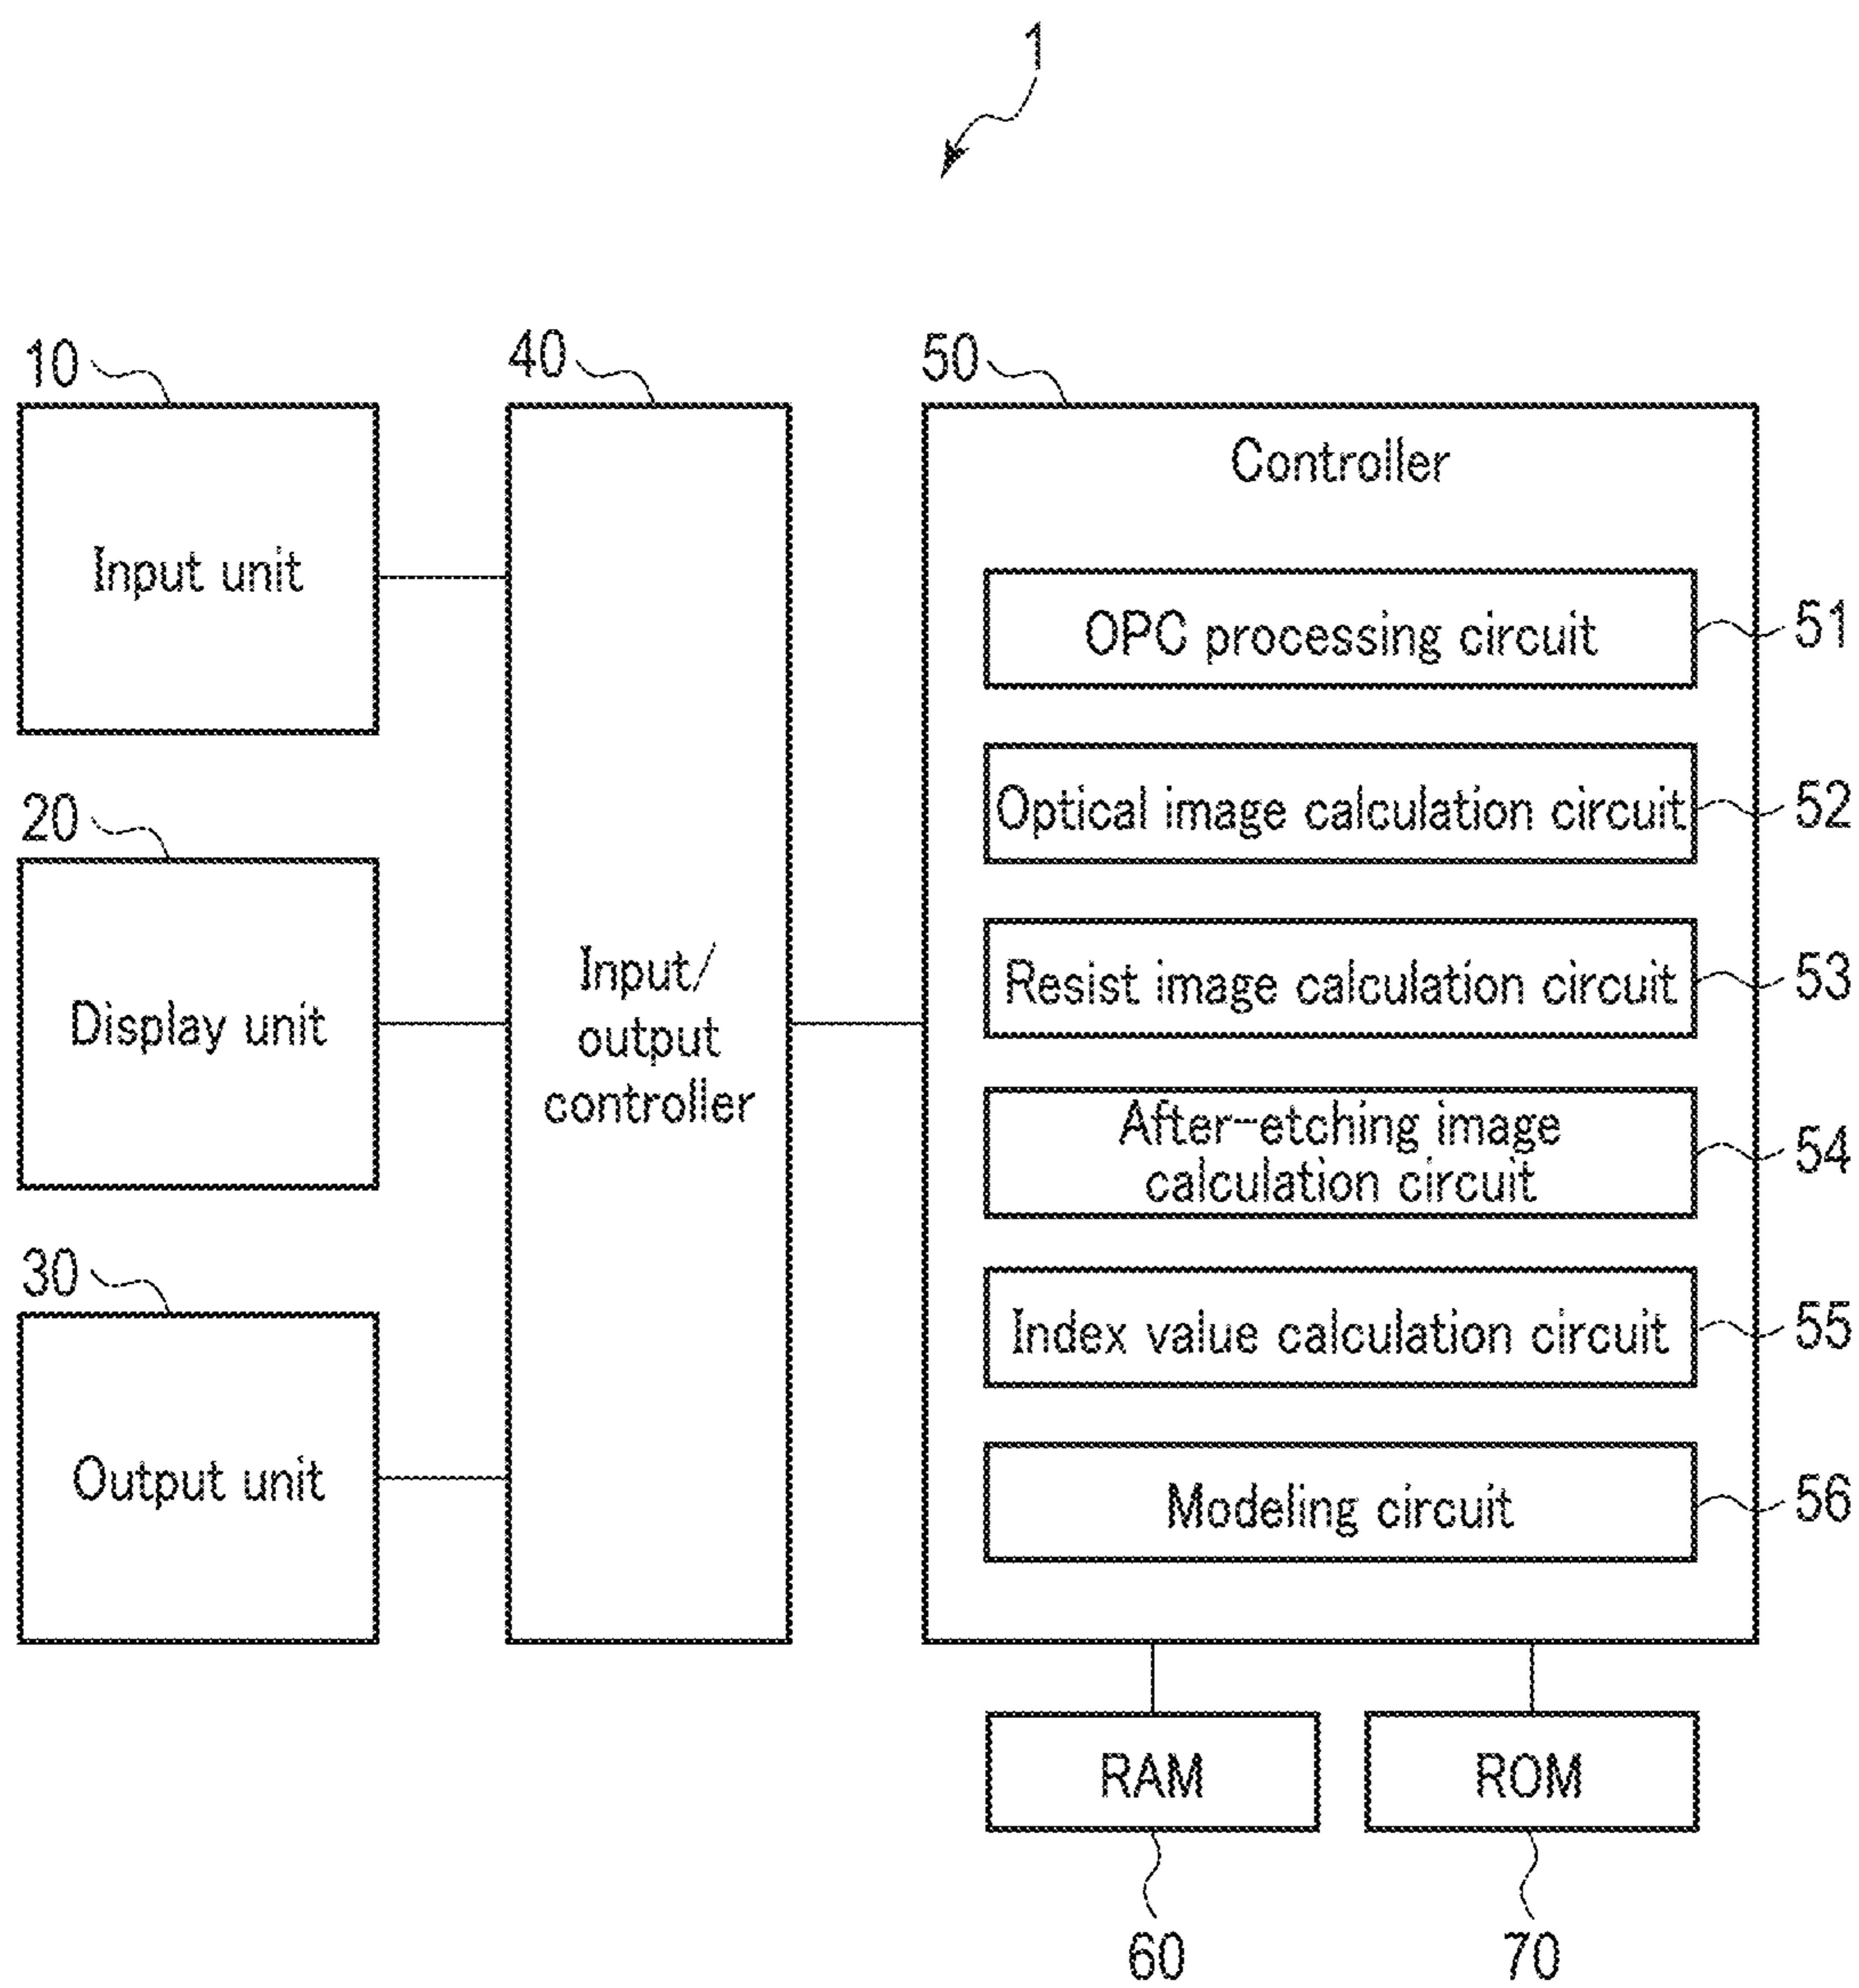 1
10
Input unit
20
Display unit
30
Output unit
40
Input/
output
controller
50
Controller
OPC processing circuit
51
Optical image calculation circuit
52
Resist image calculation circuit
53
After-etching image
calculation circuit
54
Index value calculation circuit
55
Modeling circuit
56
RAM
60
ROM
70